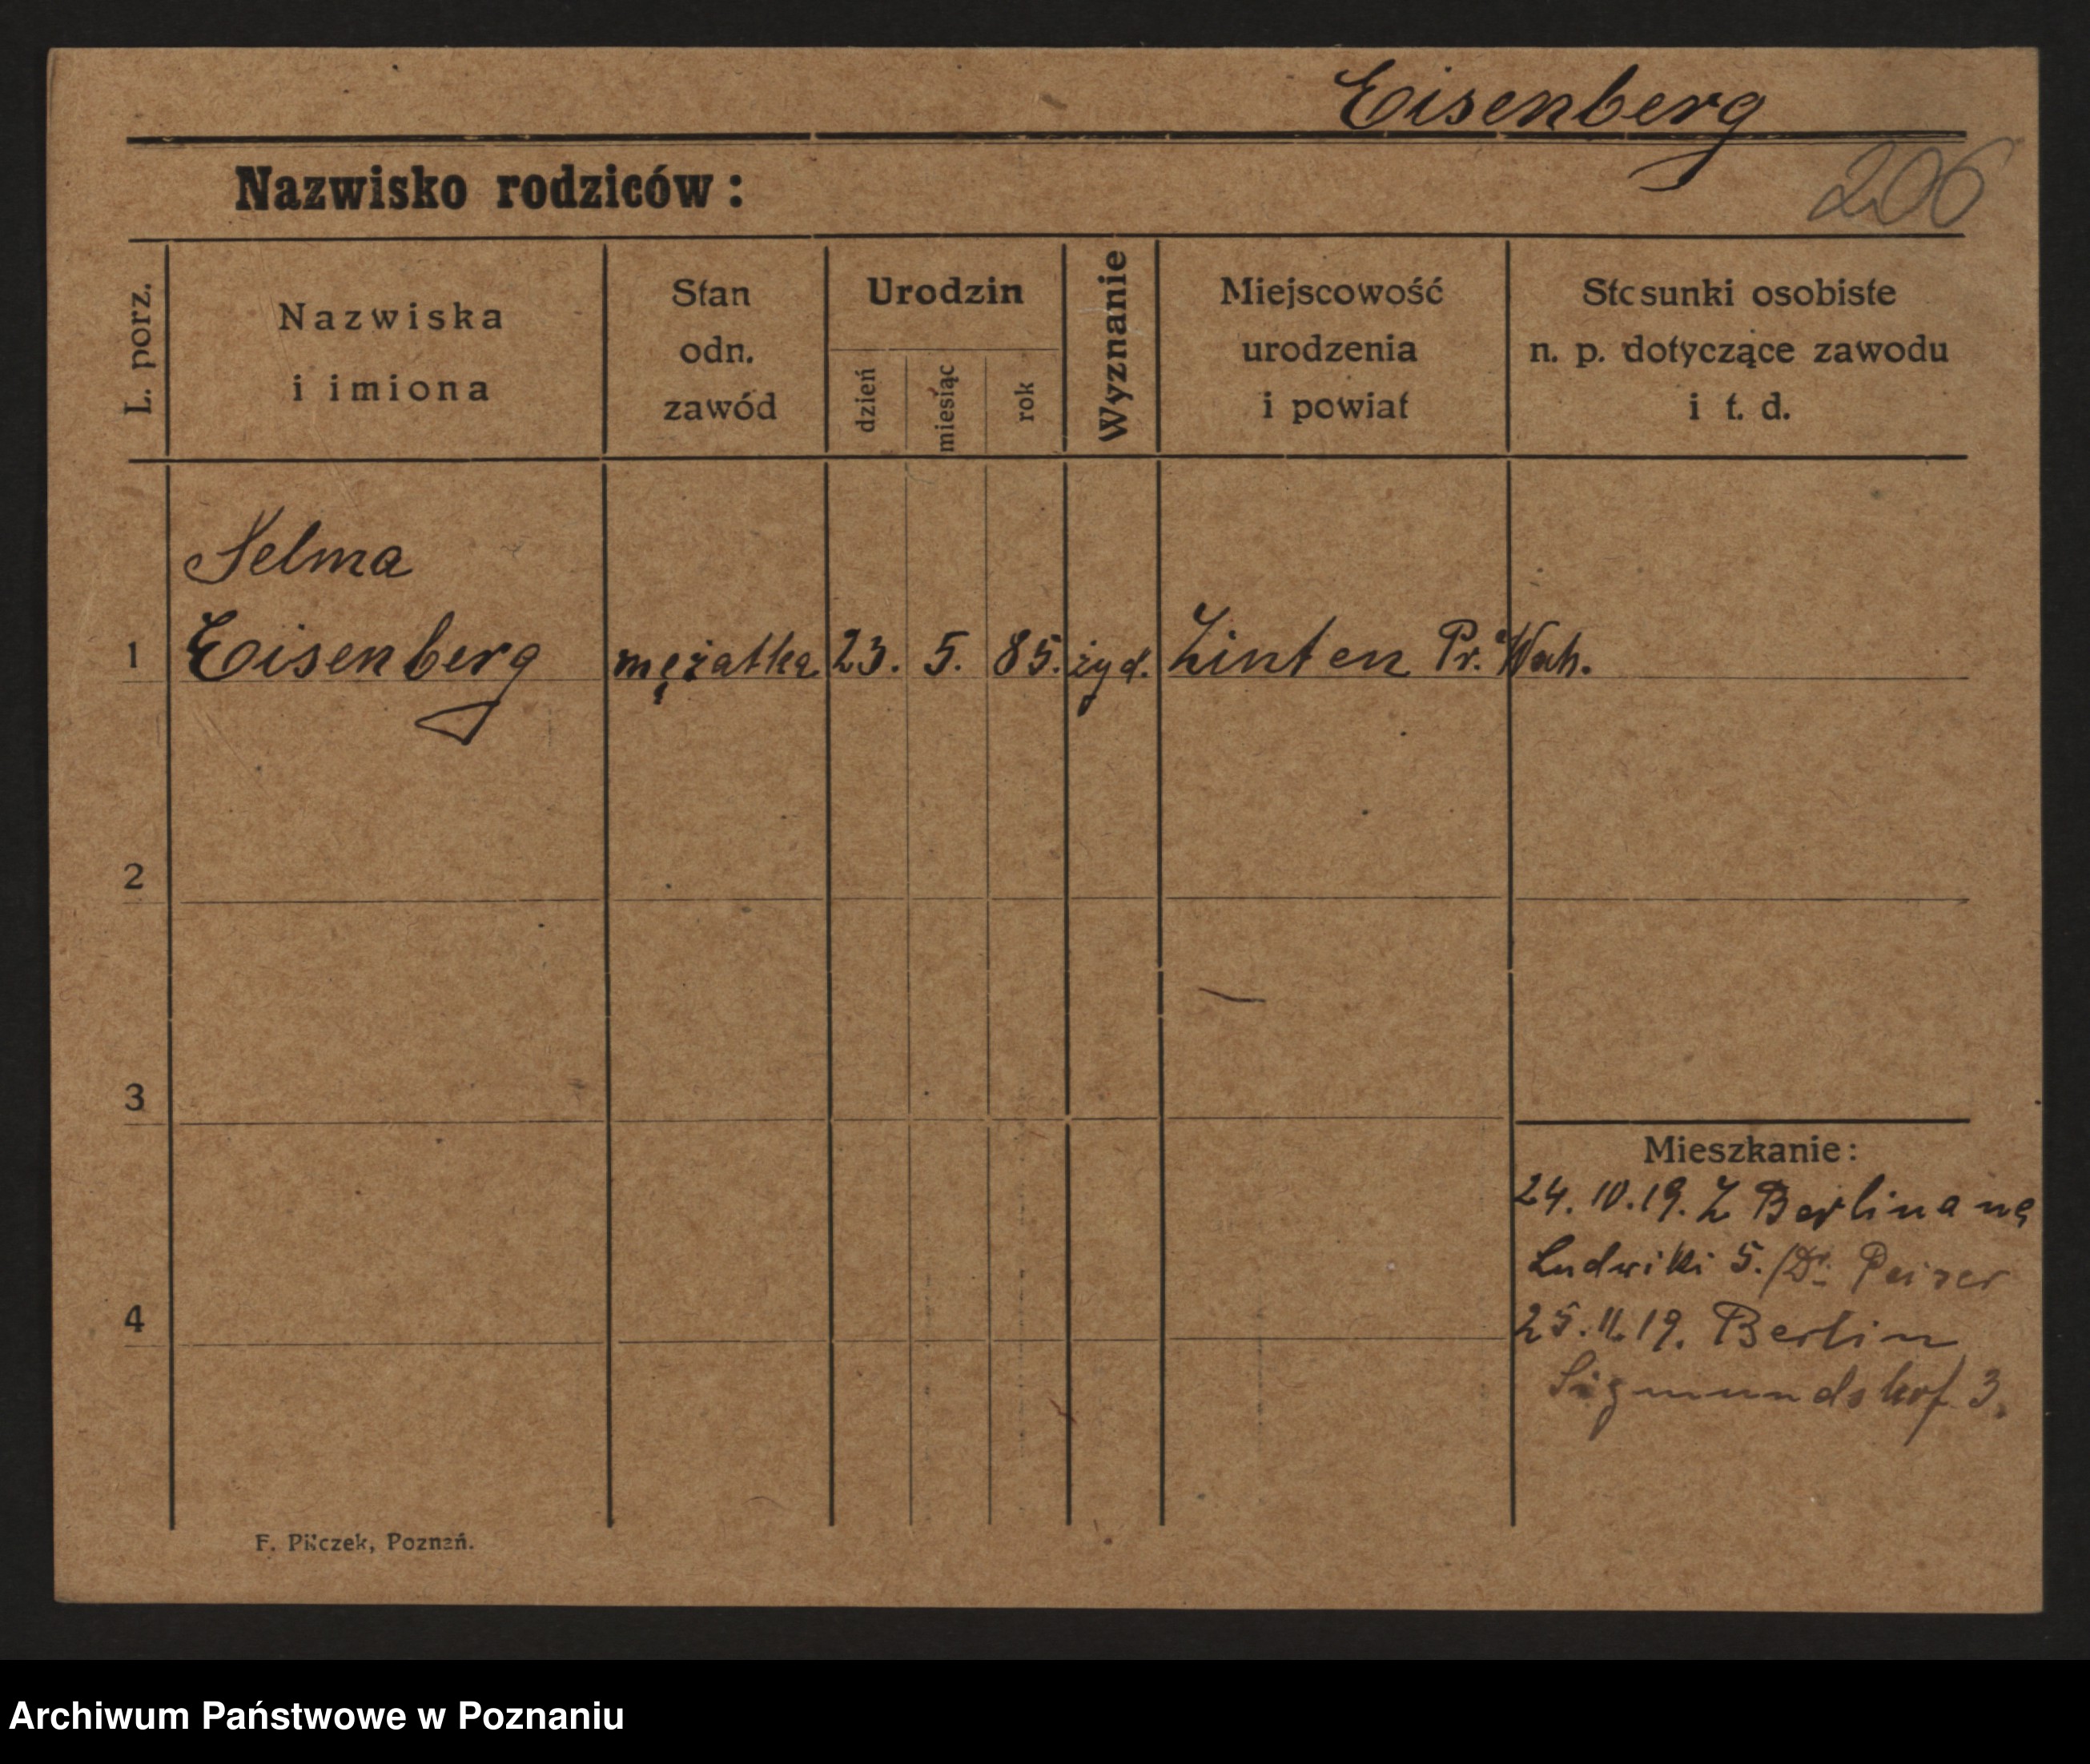 Eisenberg
206
Nazwisko rodziców:
L. porz.
Nazwiska
i imiona
Stan
odn.
zawód
Urodzin
dzień
miesiąc
rok
Wyznanie
Miejscowość
urodzenia
i powiat
Stosunki osobiste
n. p. dotyczące zawodu
i t. d.
Selma
1 Eisenberg mężatka 23. 5. 85. żyd. Zinten Pr. Wsch.
2
3
4
Mieszkanie:
24.10.19. Z Berlina na
Ludwiki 5. /Dr. Peiser
25.11.19. Berlin
Sigmundshof 3.
F. Pilczek, Poznań.
Archiwum Państwowe w Poznaniu